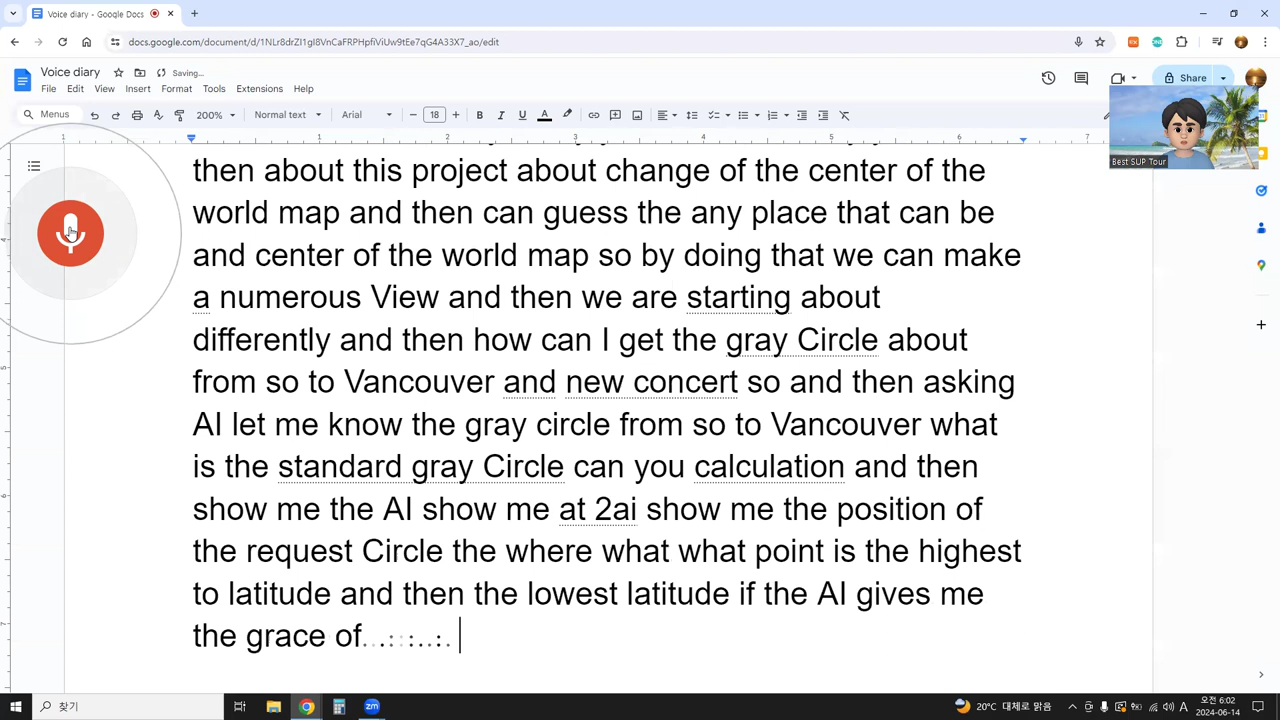 Voice diary - Google Docs
docs.google.com/document/d/1NLr8drZI1gI8VnCaFRPHpfiViUw9tEe7qG4A33X7_ao/edit
Voice diary
Saving...
File Edit View Insert Format Tools Extensions Help
Share
Menus
200%
Normal text
Arial
18
Best SUP Tour
then about this project about change of the center of the
world map and then can guess the any place that can be
and center of the world map so by doing that we can make
a numerous View and then we are starting about
differently and then how can I get the gray Circle about
from so to Vancouver and new concert so and then asking
AI let me know the gray circle from so to Vancouver what
is the standard gray Circle can you calculation and then
show me the AI show me at 2ai show me the position of
the request Circle the where what what point is the highest
to latitude and then the lowest latitude if the AI gives me
the grace of
찾기
20°C 대체로 맑음
오전 6:02
2024-06-14